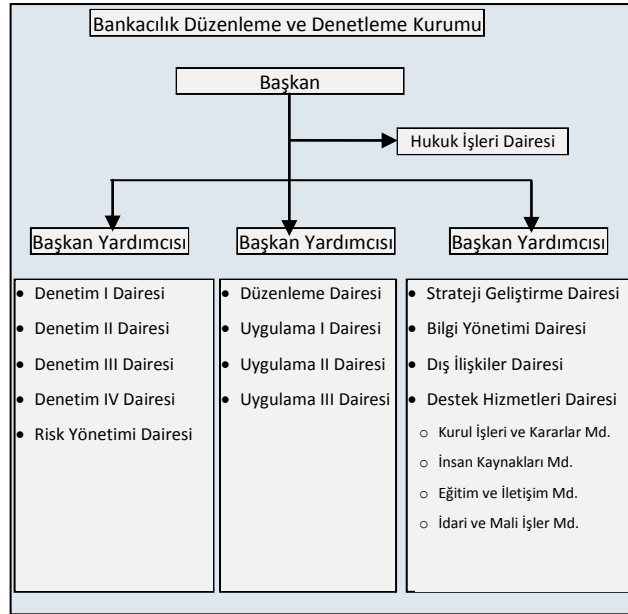 Bankacılık Düzenleme ve Denetleme Kurumu
Başkan
Hukuk İşleri Dairesi
Başkan Yardımcısı
• Denetim I Dairesi
• Denetim II Dairesi
• Denetim III Dairesi
• Denetim IV Dairesi
• Risk Yönetimi Dairesi
Başkan Yardımcısı
• Düzenleme Dairesi
• Uygulama I Dairesi
• Uygulama II Dairesi
• Uygulama III Dairesi
Başkan Yardımcısı
• Strateji Geliştirme Dairesi
• Bilgi Yönetimi Dairesi
• Dış İlişkiler Dairesi
• Destek Hizmetleri Dairesi
o Kurul İşleri ve Kararlar Md.
o İnsan Kaynakları Md.
o Eğitim ve İletişim Md.
o İdari ve Mali İşler Md.